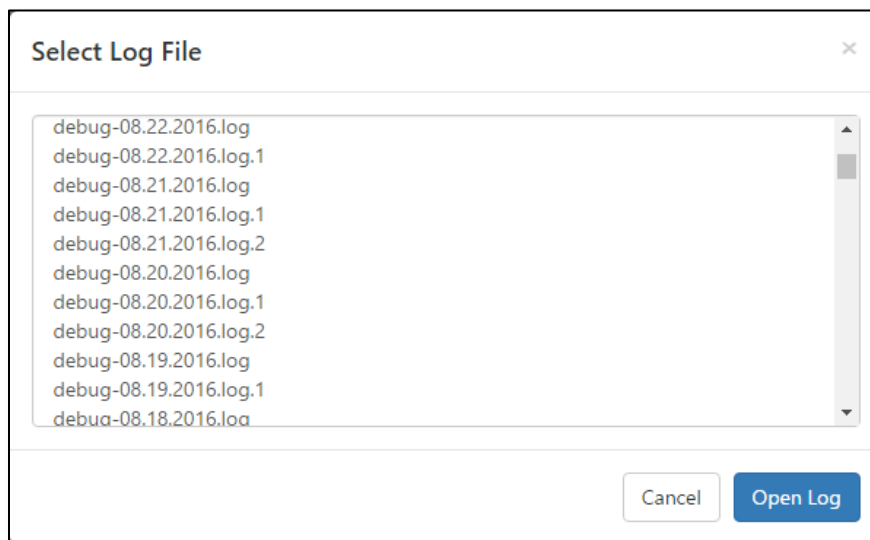 Select Log File
×
debug-08.22.2016.log
debug-08.22.2016.log.1
debug-08.21.2016.log
debug-08.21.2016.log.1
debug-08.21.2016.log.2
debug-08.20.2016.log
debug-08.20.2016.log.1
debug-08.20.2016.log.2
debug-08.19.2016.log
debug-08.19.2016.log.1
debug-08.18.2016.log
Cancel Open Log